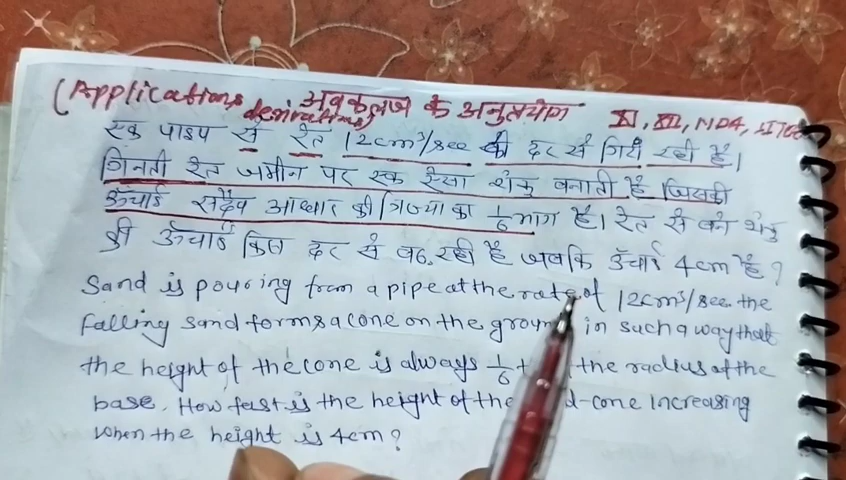 (Applications अवकलज के अनुप्रयोग XI, XII, NDA,
derivatives)
एक पाइप से रेत 12cm³/sec की दर से गिर रही है।
गिरती रेत जमीन पर एक ऐसा शंकु बनाती है जिसकी
ऊँचाई सदैव आधार की त्रिज्या का 1/6 भाग है। रेत से बने शंकु
की ऊँचाई किस दर से बढ़ रही है जबकि ऊँचाई 4cm है?
Sand is pouring from a pipe at the rate of 12cm³/sec. the
falling sand forms a cone on the groun in such a way that
the height of the cone is always 1/6 the radius of the
base. How fast is the height of the d-cone increasing
when the height is 4cm?